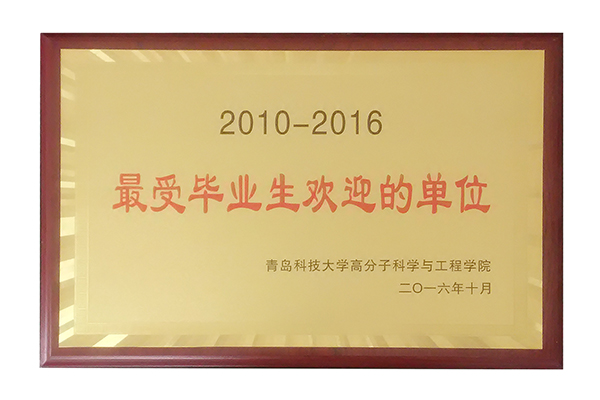 2010-2016
最受毕业生欢迎的单位
青岛科技大学高分子科学与工程学院
二〇一六年十月